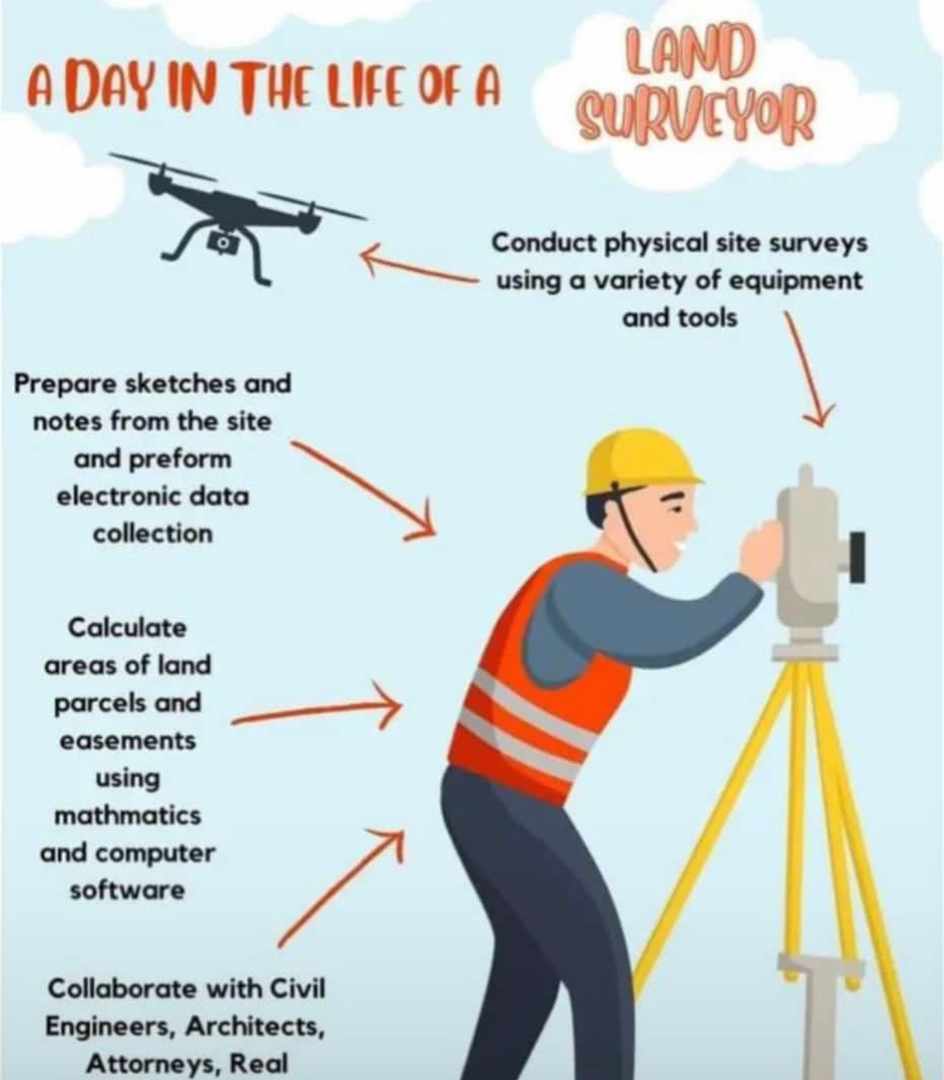 A DAY IN THE LIFE OF A
LAND
SURVEYOR
Conduct physical site surveys
using a variety of equipment
and tools
Prepare sketches and
notes from the site
and preform
electronic data
collection
Calculate
areas of land
parcels and
easements
using
mathmatics
and computer
software
Collaborate with Civil
Engineers, Architects,
Attorneys, Real